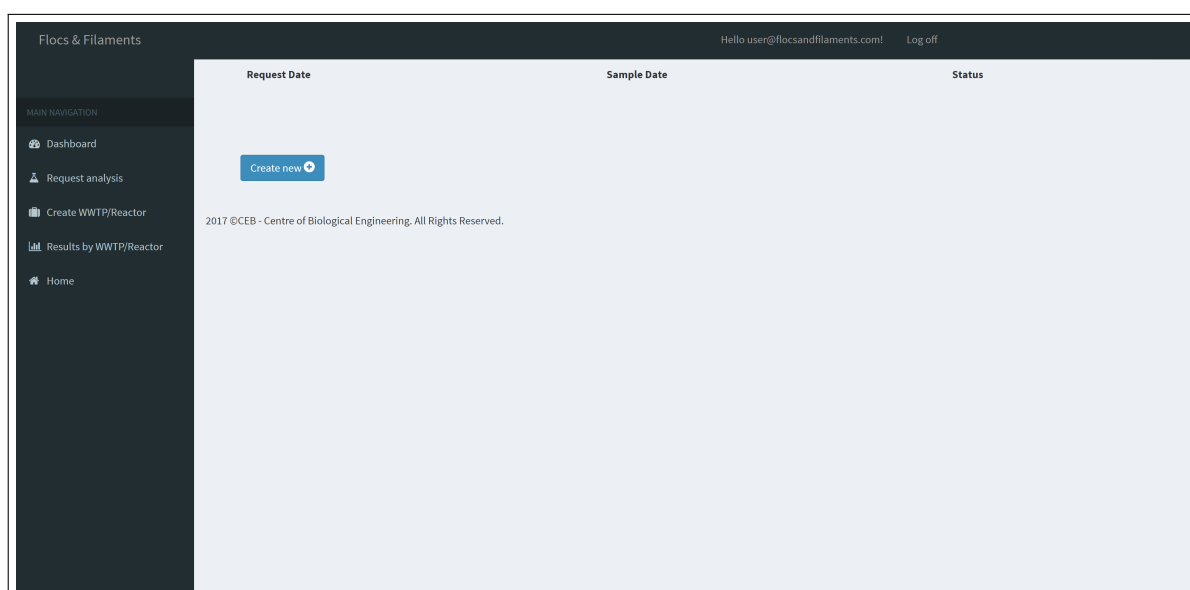 Flocs & Filaments
Hello user@flocsandfilaments.com! Log off
Request Date Sample Date Status
MAIN NAVIGATION
Dashboard
Request analysis
Create WWTP/Reactor
Results by WWTP/Reactor
Home
Create new
2017 ©CEB - Centre of Biological Engineering. All Rights Reserved.